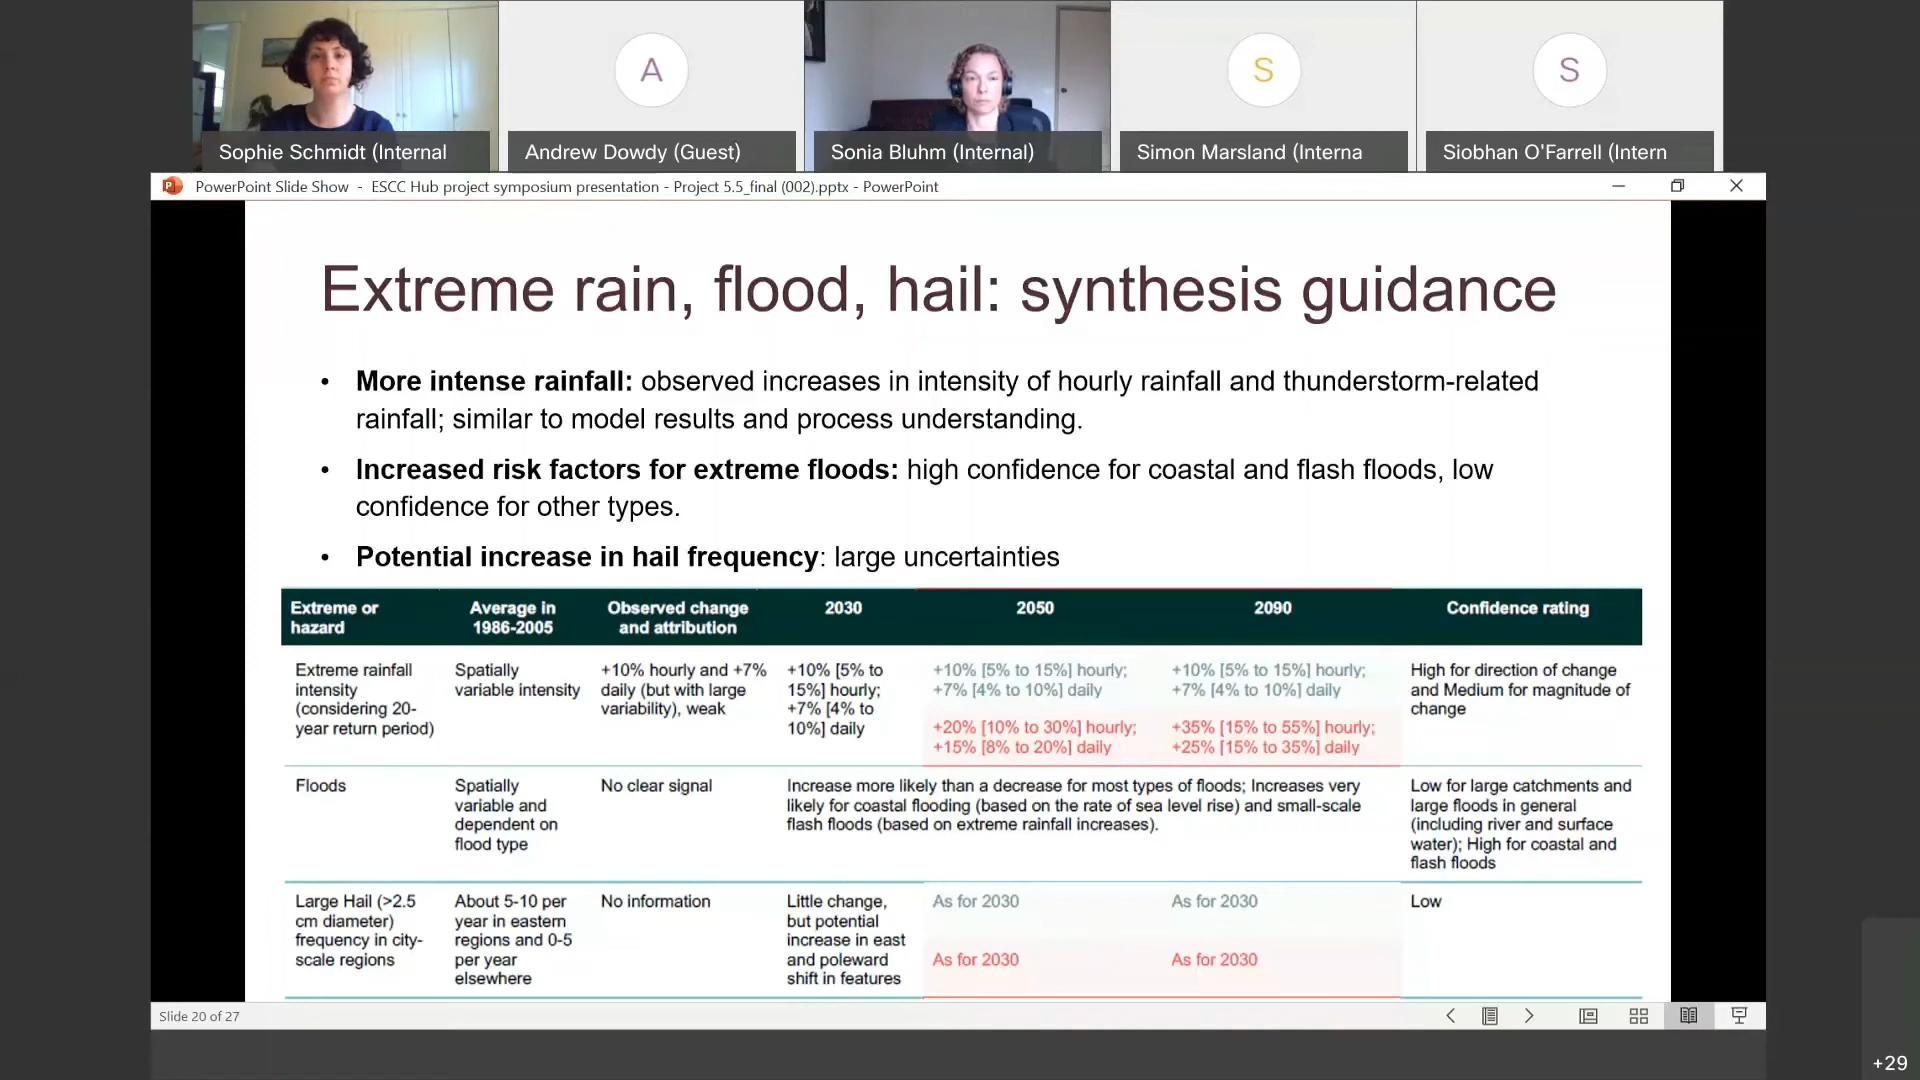 A
S
S
Sophie Schmidt (Internal
Andrew Dowdy (Guest)
Sonia Bluhm (Internal)
Simon Marsland (Interna
Siobhan O'Farrell (Intern
PowerPoint Slide Show - ESCC Hub project symposium presentation - Project 5.5_final (002).pptx - PowerPoint
Extreme rain, flood, hail: synthesis guidance
• More intense rainfall: observed increases in intensity of hourly rainfall and thunderstorm-related
rainfall; similar to model results and process understanding.
• Increased risk factors for extreme floods: high confidence for coastal and flash floods, low
confidence for other types.
• Potential increase in hail frequency: large uncertainties
Extreme or
hazard
Average in
1986-2005
Observed change
and attribution
2030
2050
2090
Confidence rating
Extreme rainfall
intensity
(considering 20-
year return period)
Spatially
variable intensity
+10% hourly and +7%
daily (but with large
variability), weak
+10% [5% to
15%] hourly;
+7% [4% to
10%] daily
+10% [5% to 15%] hourly;
+7% [4% to 10%] daily
+20% [10% to 30%] hourly;
+15% [8% to 20%] daily
+10% [5% to 15%] hourly;
+7% [4% to 10%] daily
+35% [15% to 55%] hourly;
+25% [15% to 35%] daily
High for direction of change
and Medium for magnitude of
change
Floods
Spatially
variable and
dependent on
flood type
No clear signal
Increase more likely than a decrease for most types of floods; Increases very
likely for coastal flooding (based on the rate of sea level rise) and small-scale
flash floods (based on extreme rainfall increases).
Low for large catchments and
large floods in general
(including river and surface
water); High for coastal and
flash floods
Large Hail (>2.5
cm diameter)
frequency in city-
scale regions
About 5-10 per
year in eastern
regions and 0-5
per year
elsewhere
No information
Little change,
but potential
increase in east
and poleward
shift in features
As for 2030
As for 2030
As for 2030
As for 2030
Low
Slide 20 of 27
+29